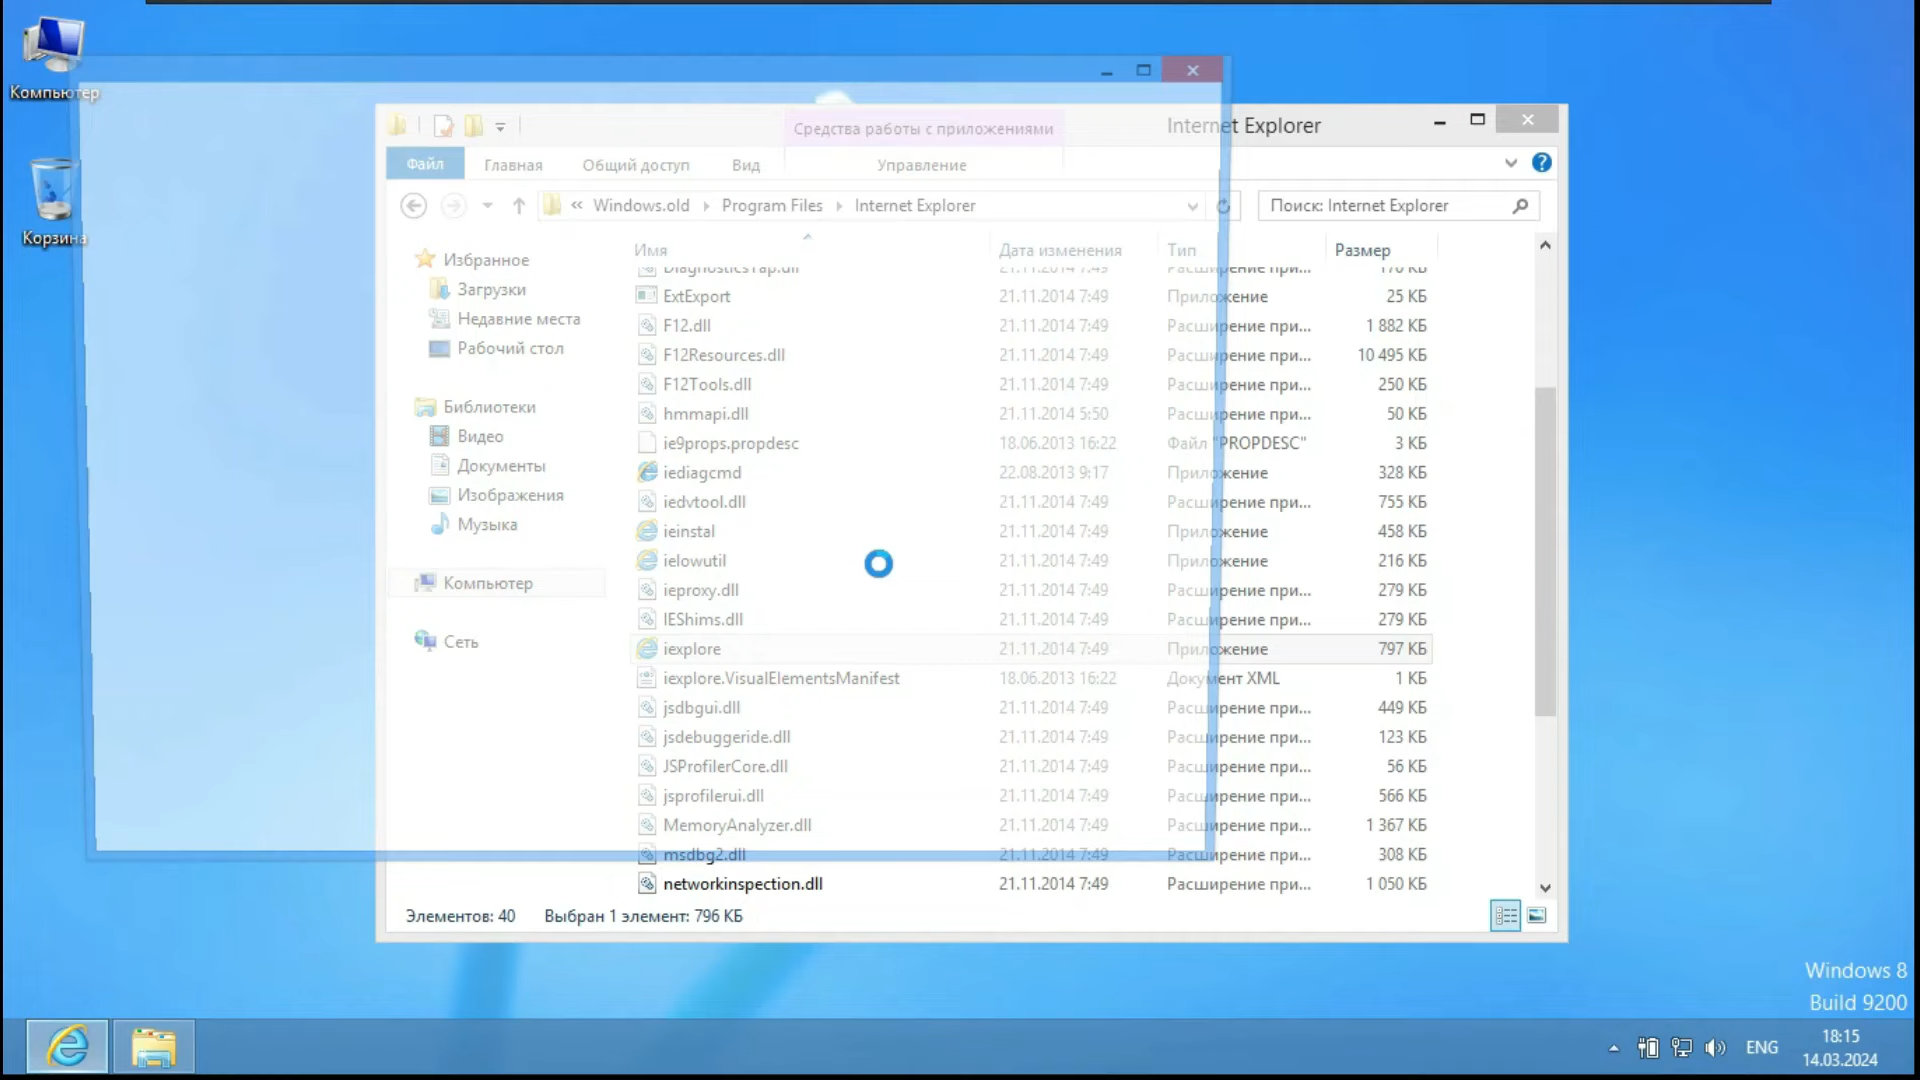 Компьютер
Корзина
Средства работы с приложениями
Internet Explorer
Файл
Главная
Общий доступ
Вид
Управление
« Windows.old Program Files Internet Explorer
Поиск: Internet Explorer
Избранное
Загрузки
Недавние места
Рабочий стол
Библиотеки
Видео
Документы
Изображения
Музыка
Компьютер
Сеть
Имя Дата изменения Тип Размер
DiagnosticsTap.dll 21.11.2014 7:49 Расширение при... 170 КБ
ExtExport 21.11.2014 7:49 Приложение 25 КБ
F12.dll 21.11.2014 7:49 Расширение при... 1 882 КБ
F12Resources.dll 21.11.2014 7:49 Расширение при... 10 495 КБ
F12Tools.dll 21.11.2014 7:49 Расширение при... 250 КБ
hmmapi.dll 21.11.2014 5:50 Расширение при... 50 КБ
ie9props.propdesc 18.06.2013 16:22 Файл "PROPDESC" 3 КБ
iediagcmd 22.08.2013 9:17 Приложение 328 КБ
iedvtool.dll 21.11.2014 7:49 Расширение при... 755 КБ
ieinstal 21.11.2014 7:49 Приложение 458 КБ
ielowutil 21.11.2014 7:49 Приложение 216 КБ
ieproxy.dll 21.11.2014 7:49 Расширение при... 279 КБ
IEShims.dll 21.11.2014 7:49 Расширение при... 279 КБ
iexplore 21.11.2014 7:49 Приложение 797 КБ
iexplore.VisualElementsManifest 18.06.2013 16:22 Документ XML 1 КБ
jsdbgui.dll 21.11.2014 7:49 Расширение при... 449 КБ
jsdebuggeride.dll 21.11.2014 7:49 Расширение при... 123 КБ
JSProfilerCore.dll 21.11.2014 7:49 Расширение при... 56 КБ
jsprofilerui.dll 21.11.2014 7:49 Расширение при... 566 КБ
MemoryAnalyzer.dll 21.11.2014 7:49 Расширение при... 1 367 КБ
msdbg2.dll 21.11.2014 7:49 Расширение при... 308 КБ
networkinspection.dll 21.11.2014 7:49 Расширение при... 1 050 КБ
Элементов: 40 Выбран 1 элемент: 796 КБ
Windows 8
Build 9200
ENG
18:15
14.03.2024